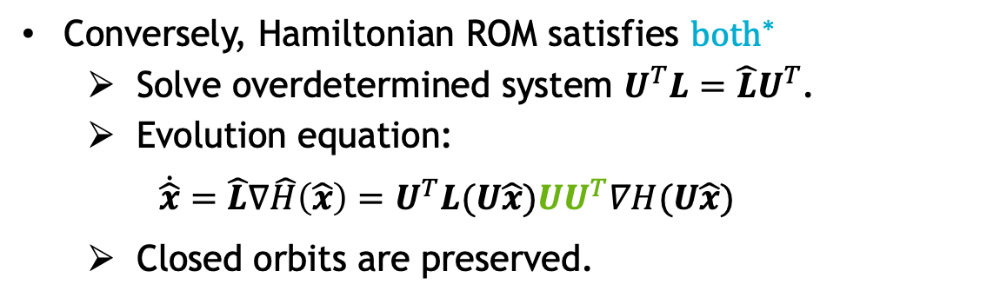 • Conversely, Hamiltonian ROM satisfies both*
➢ Solve overdetermined system 𝑼ᵀ𝑳 = 𝑳̂𝑼ᵀ.
➢ Evolution equation:
𝒙̂̇ = 𝑳̂∇𝐻̂(𝒙̂) = 𝑼ᵀ𝑳(𝑼𝒙̂)𝑼𝑼ᵀ∇𝐻(𝑼𝒙̂)
➢ Closed orbits are preserved.